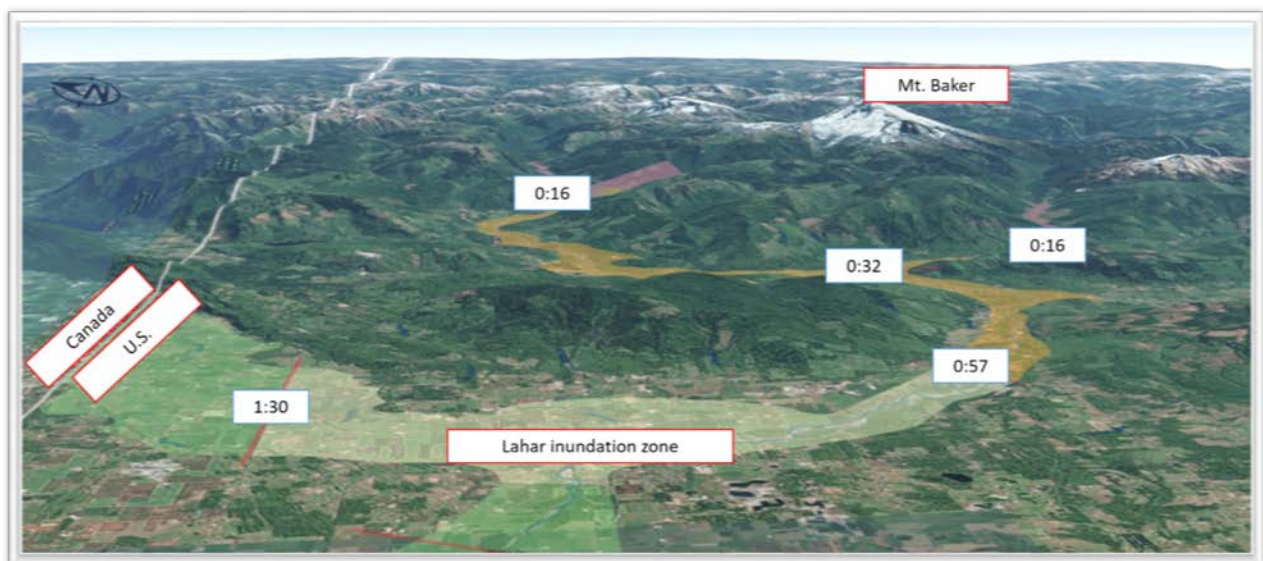 N
Mt. Baker
0:16
0:16
0:32
Canada
U.S.
0:57
1:30
Lahar inundation zone